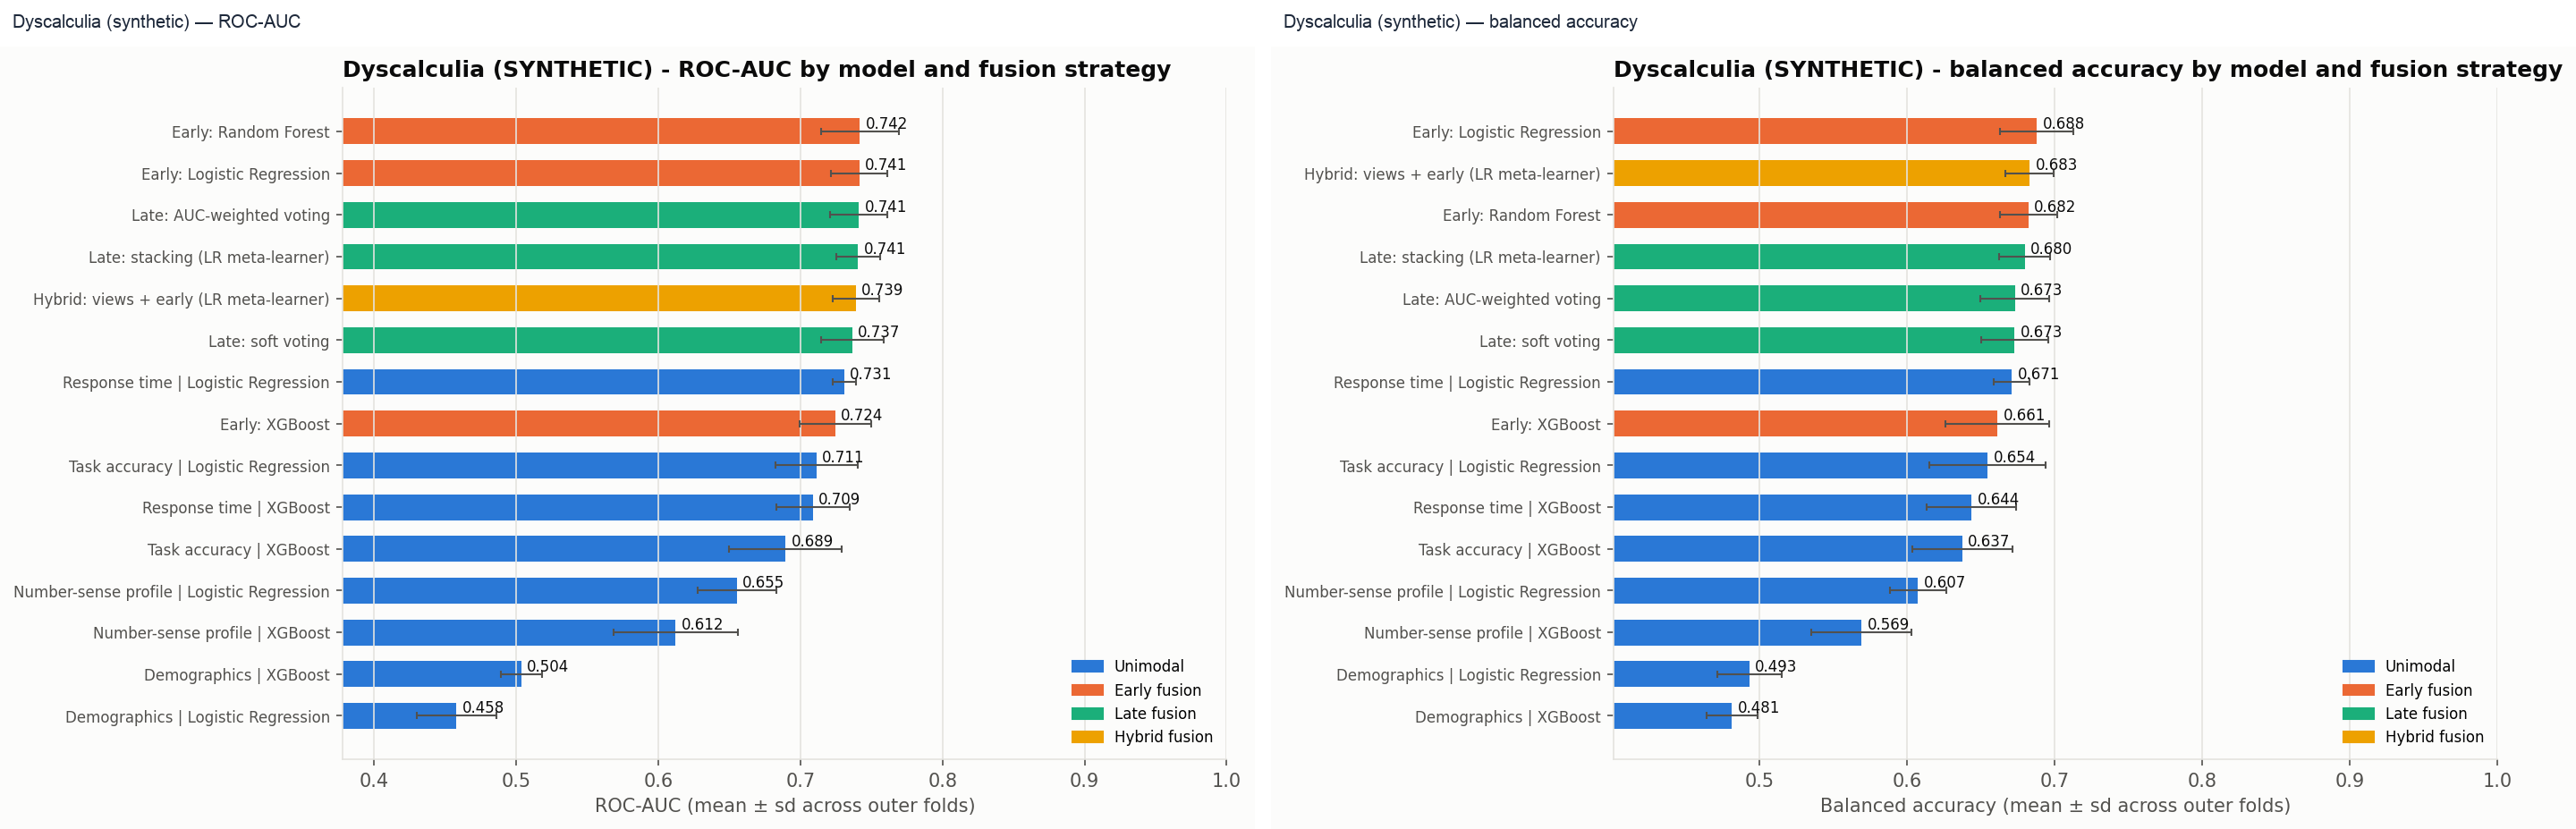 Dyscalculia (synthetic) — ROC-AUC
Dyscalculia (SYNTHETIC) - ROC-AUC by model and fusion strategy
Early: Random Forest 0.742
Early: Logistic Regression 0.741
Late: AUC-weighted voting 0.741
Late: stacking (LR meta-learner) 0.741
Hybrid: views + early (LR meta-learner) 0.739
Late: soft voting 0.737
Response time | Logistic Regression 0.731
Early: XGBoost 0.724
Task accuracy | Logistic Regression 0.711
Response time | XGBoost 0.709
Task accuracy | XGBoost 0.689
Number-sense profile | Logistic Regression 0.655
Number-sense profile | XGBoost 0.612
Demographics | XGBoost 0.504
Demographics | Logistic Regression 0.458
Unimodal
Early fusion
Late fusion
Hybrid fusion
0.4 0.5 0.6 0.7 0.8 0.9 1.0
ROC-AUC (mean ± sd across outer folds)
Dyscalculia (synthetic) — balanced accuracy
Dyscalculia (SYNTHETIC) - balanced accuracy by model and fusion strategy
Early: Logistic Regression 0.688
Hybrid: views + early (LR meta-learner) 0.683
Early: Random Forest 0.682
Late: stacking (LR meta-learner) 0.680
Late: AUC-weighted voting 0.673
Late: soft voting 0.673
Response time | Logistic Regression 0.671
Early: XGBoost 0.661
Task accuracy | Logistic Regression 0.654
Response time | XGBoost 0.644
Task accuracy | XGBoost 0.637
Number-sense profile | Logistic Regression 0.607
Number-sense profile | XGBoost 0.569
Demographics | Logistic Regression 0.493
Demographics | XGBoost 0.481
Unimodal
Early fusion
Late fusion
Hybrid fusion
0.5 0.6 0.7 0.8 0.9 1.0
Balanced accuracy (mean ± sd across outer folds)